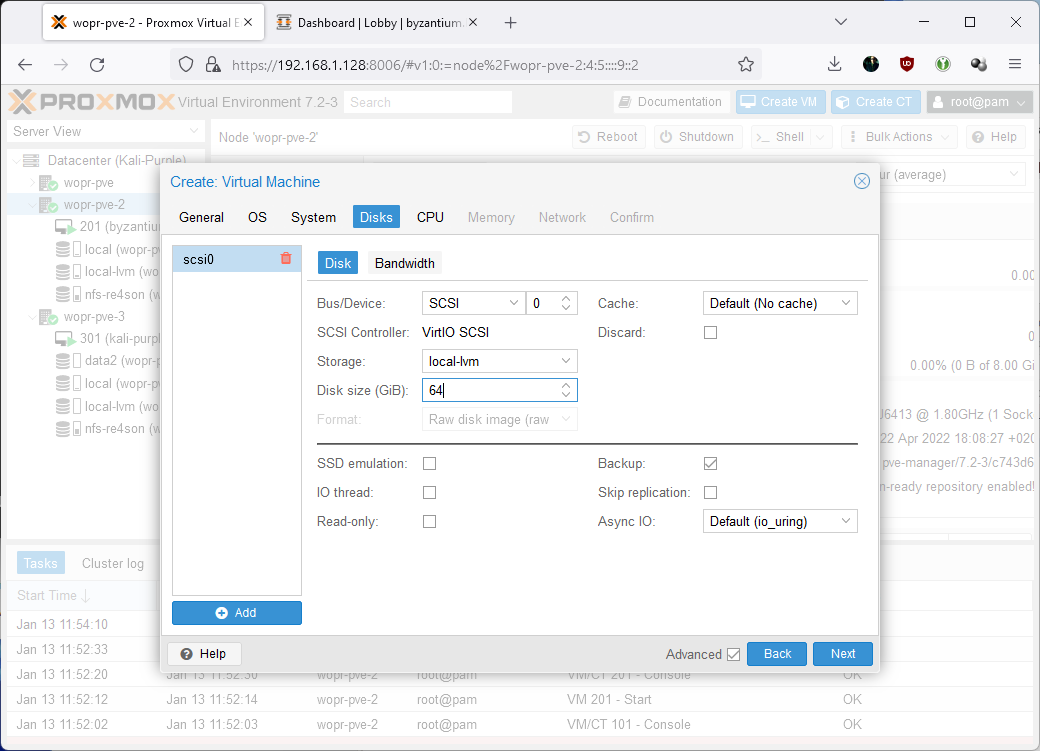 wopr-pve-2 - Proxmox Virtual E
Dashboard | Lobby | byzantium.
https://192.168.1.128:8006/#v1:0:=node%2Fwopr-pve-2:4:5::::9::2
PROXMOX Virtual Environment 7.2-3
Search
Documentation
Create VM
Create CT
root@pam
Server View
Node 'wopr-pve-2'
Reboot
Shutdown
Shell
Bulk Actions
Help
Datacenter (Kali-Purple)
wopr-pve
wopr-pve-2
201 (byzantiu
local (wopr-p
local-lvm (wo
nfs-re4son (w
wopr-pve-3
301 (kali-purpl
data2 (wopr-p
local (wopr-p
local-lvm (wo
nfs-re4son (w
ur (average)
0.00
0
0.00% (0 B of 8.00 Gi
J6413 @ 1.80GHz (1 Sock
22 Apr 2022 18:08:27 +020
pve-manager/7.2-3/c743d6
n-ready repository enabled!
Create: Virtual Machine
General
OS
System
Disks
CPU
Memory
Network
Confirm
scsi0
Disk
Bandwidth
Bus/Device:
SCSI
0
Cache:
Default (No cache)
SCSI Controller:
VirtIO SCSI
Discard:
Storage:
local-lvm
Disk size (GiB):
64
Format:
Raw disk image (raw
SSD emulation:
Backup:
IO thread:
Skip replication:
Read-only:
Async IO:
Default (io_uring)
Add
Help
Advanced
Back
Next
Tasks
Cluster log
Start Time
Jan 13 11:54:10
Jan 13 11:52:33
Jan 13 11:52:20 Jan 13 11:52:30 wopr-pve-2 root@pam VM/CT 201 - Console OK
Jan 13 11:52:12 Jan 13 11:52:14 wopr-pve-2 root@pam VM 201 - Start OK
Jan 13 11:52:02 Jan 13 11:52:03 wopr-pve-2 root@pam VM/CT 101 - Console OK